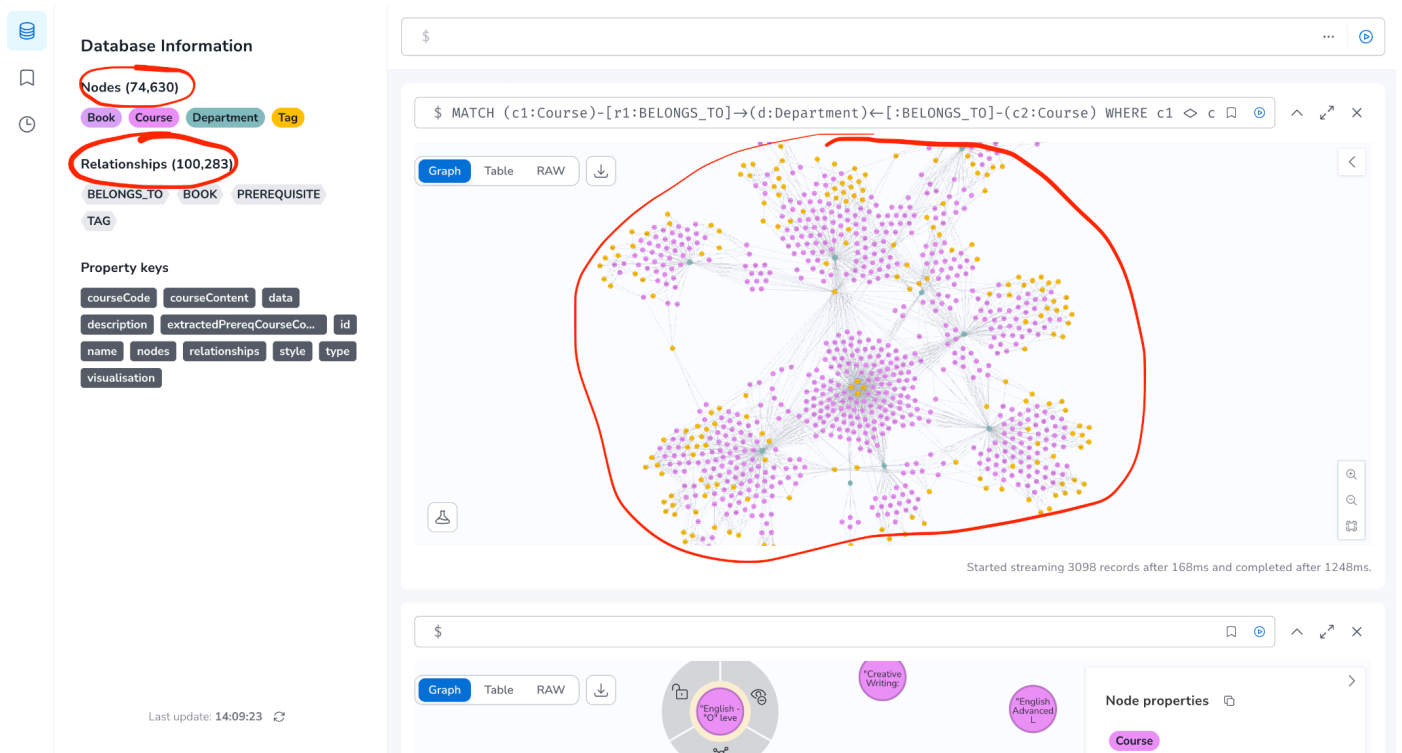 $
Database Information
Nodes (74,630)
Book Course Department Tag
Relationships (100,283)
BELONGS_TO BOOK PREREQUISITE
TAG
Property keys
courseCode courseContent data
description extractedPrereqCourseCo... id
name nodes relationships style type
visualisation
Last update: 14:09:23
$ MATCH (c1:Course)-[r1:BELONGS_TO]→(d:Department)←[:BELONGS_TO]-(c2:Course) WHERE c1 <> c
Graph Table RAW
Started streaming 3098 records after 168ms and completed after 1248ms.
$
Graph Table RAW
"English -
"O" leve
"Creative
Writing:
"English
Advanced
L
Node properties
Course